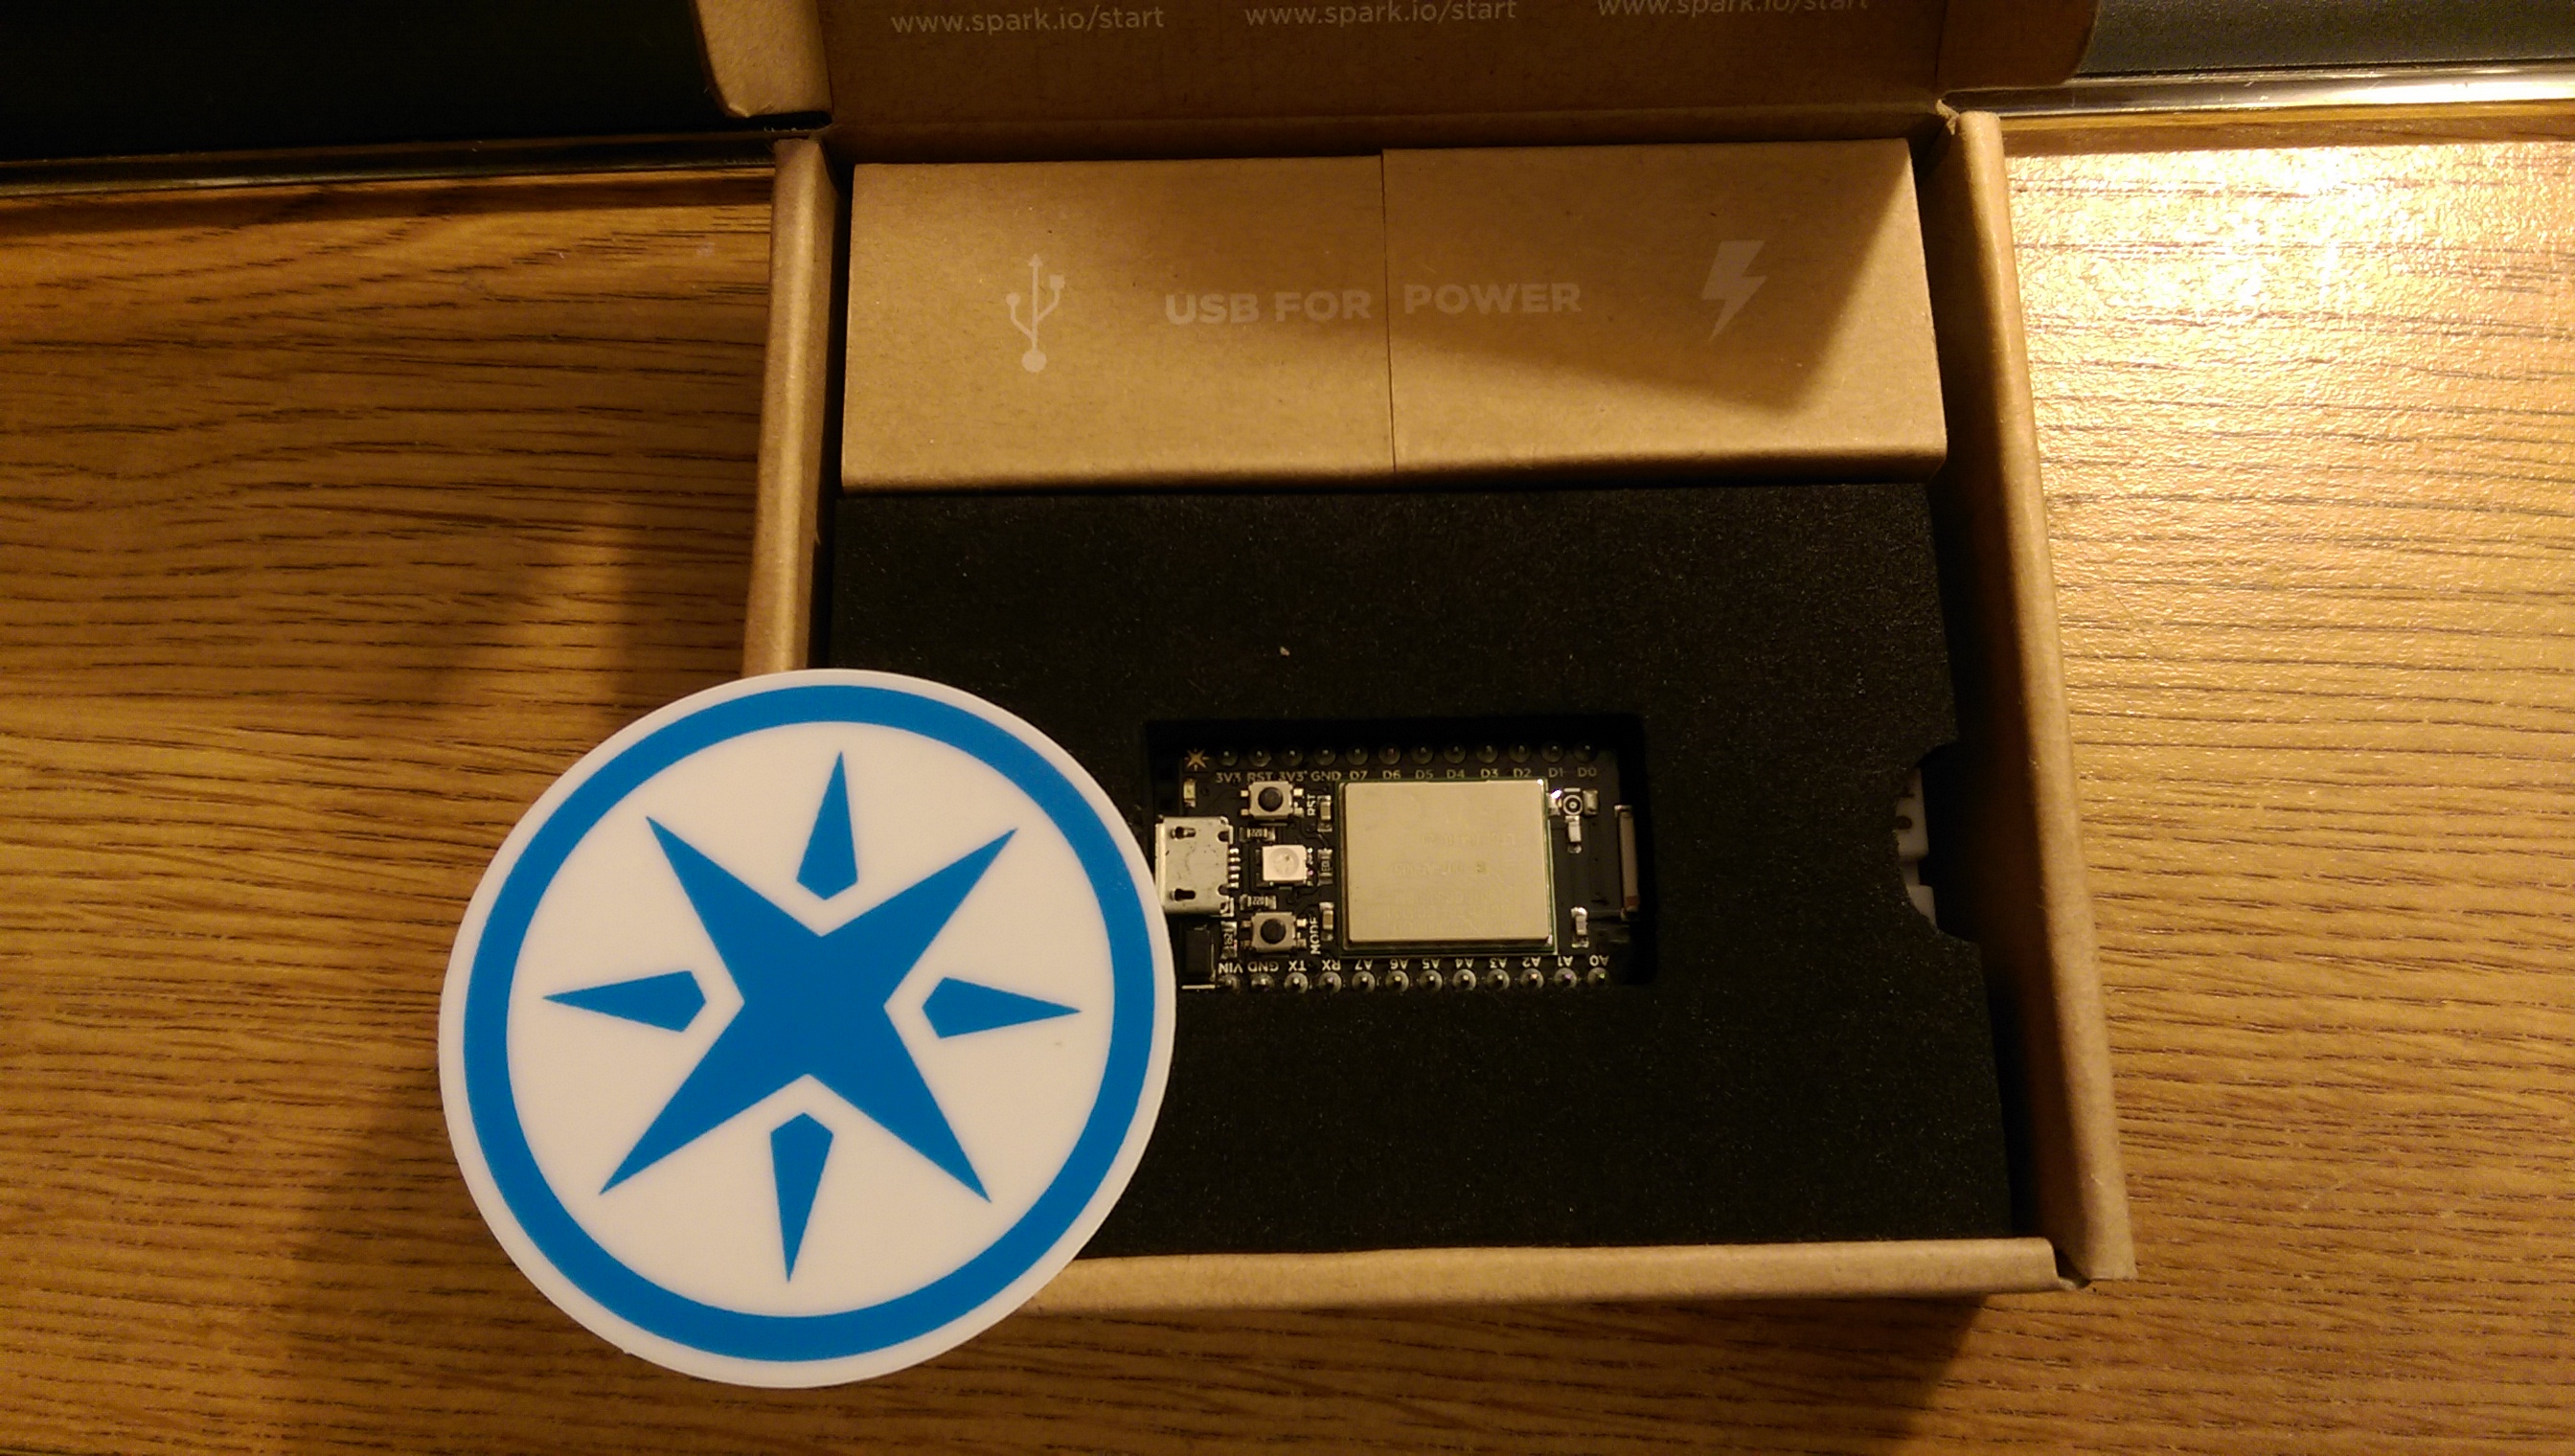 www.spark.io/start www.spark.io/start www.spark.io/start
USB FOR POWER
3V3 RST 3V3* GND D7 D6 D5 D4 D3 D2 D1 D0
RST
MODE
VIN GND TX RX A7 A6 A5 A4 A3 A2 A1 A0